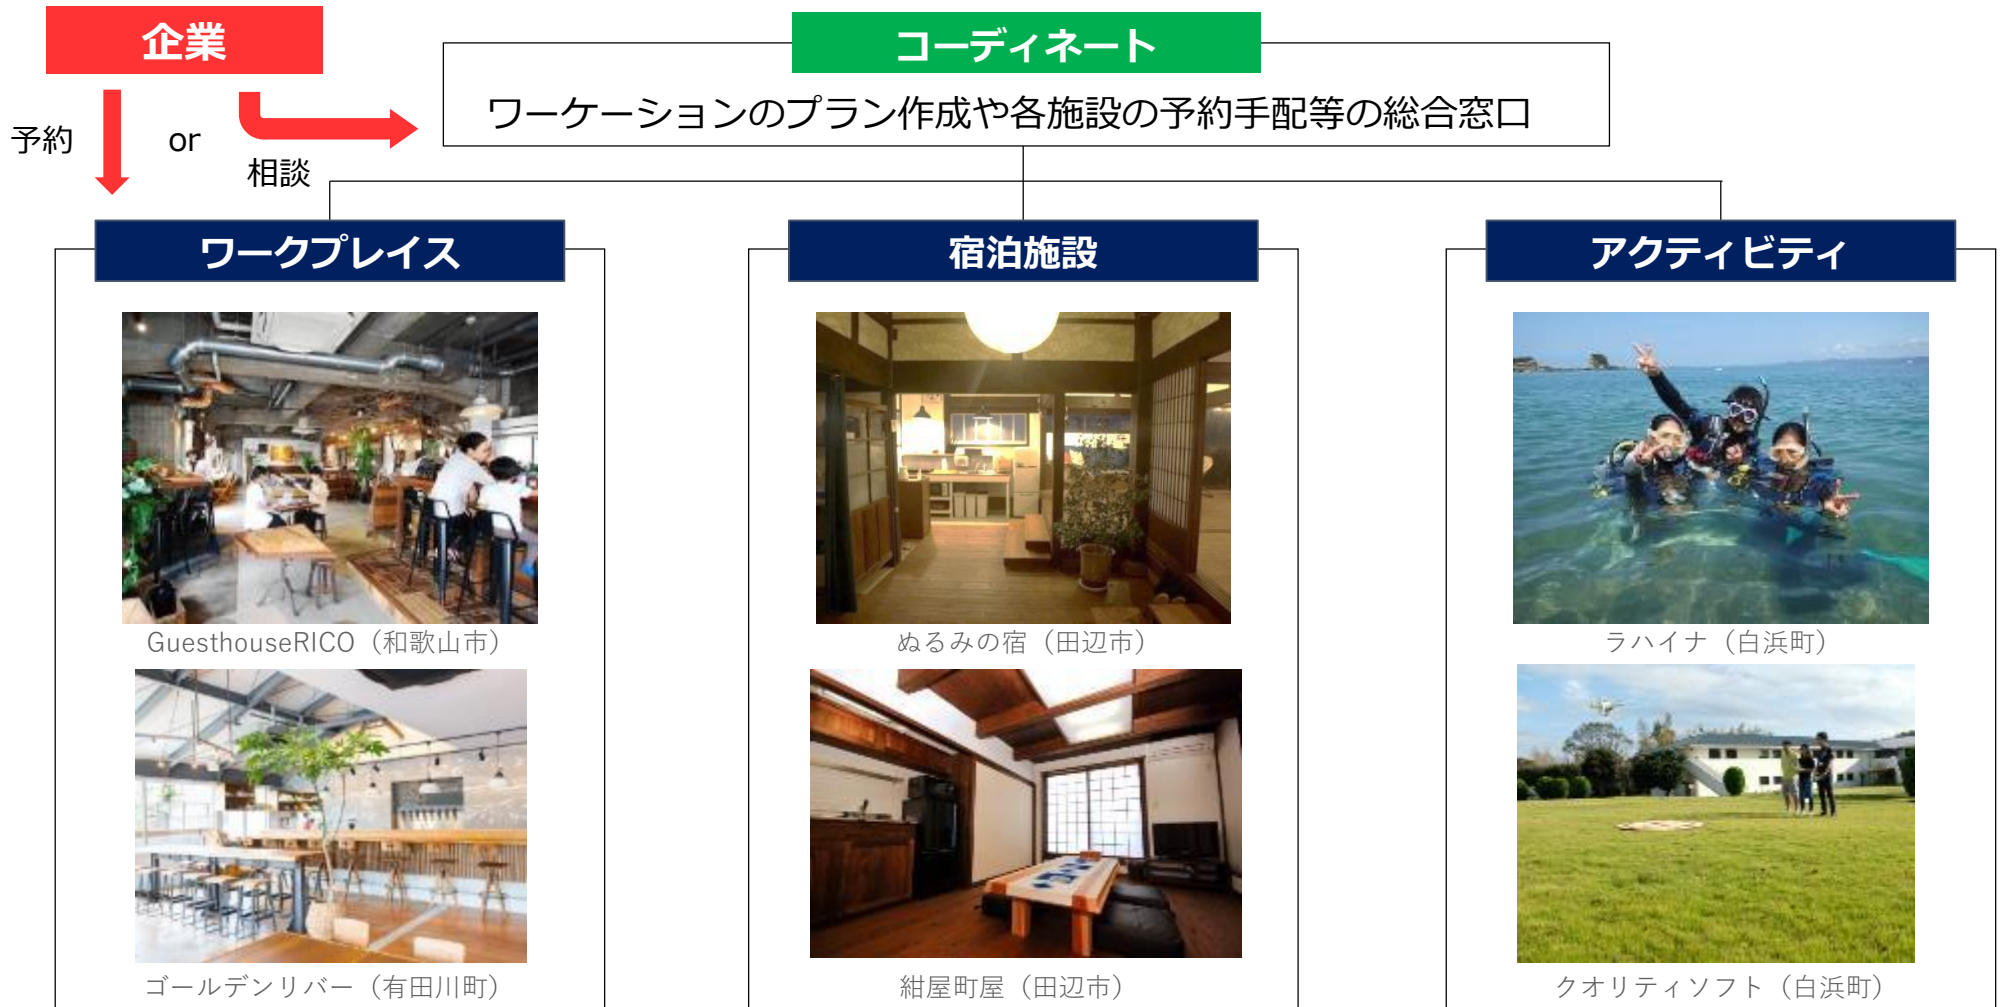 企業
コーディネート
ワーケーションのプラン作成や各施設の予約手配等の総合窓口
予約
or
相談
ワークプレイス
宿泊施設
アクティビティ
GuesthouseRICO（和歌山市）
ぬるみの宿（田辺市）
ラハイナ（白浜町）
ゴールデンリバー（有田川町）
紺屋町屋（田辺市）
クオリティソフト（白浜町）